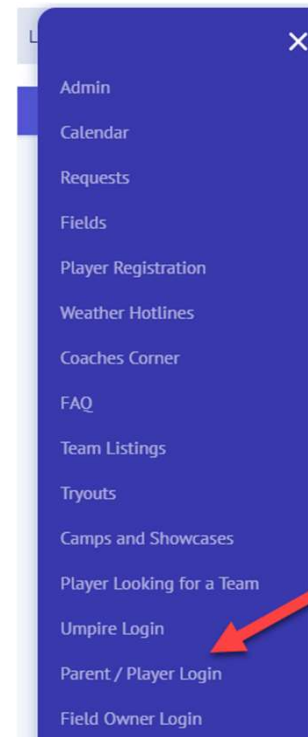 L
Admin
Calendar
Requests
Fields
Player Registration
Weather Hotlines
Coaches Corner
FAQ
Team Listings
Tryouts
Camps and Showcases
Player Looking for a Team
Umpire Login
Parent / Player Login
Field Owner Login